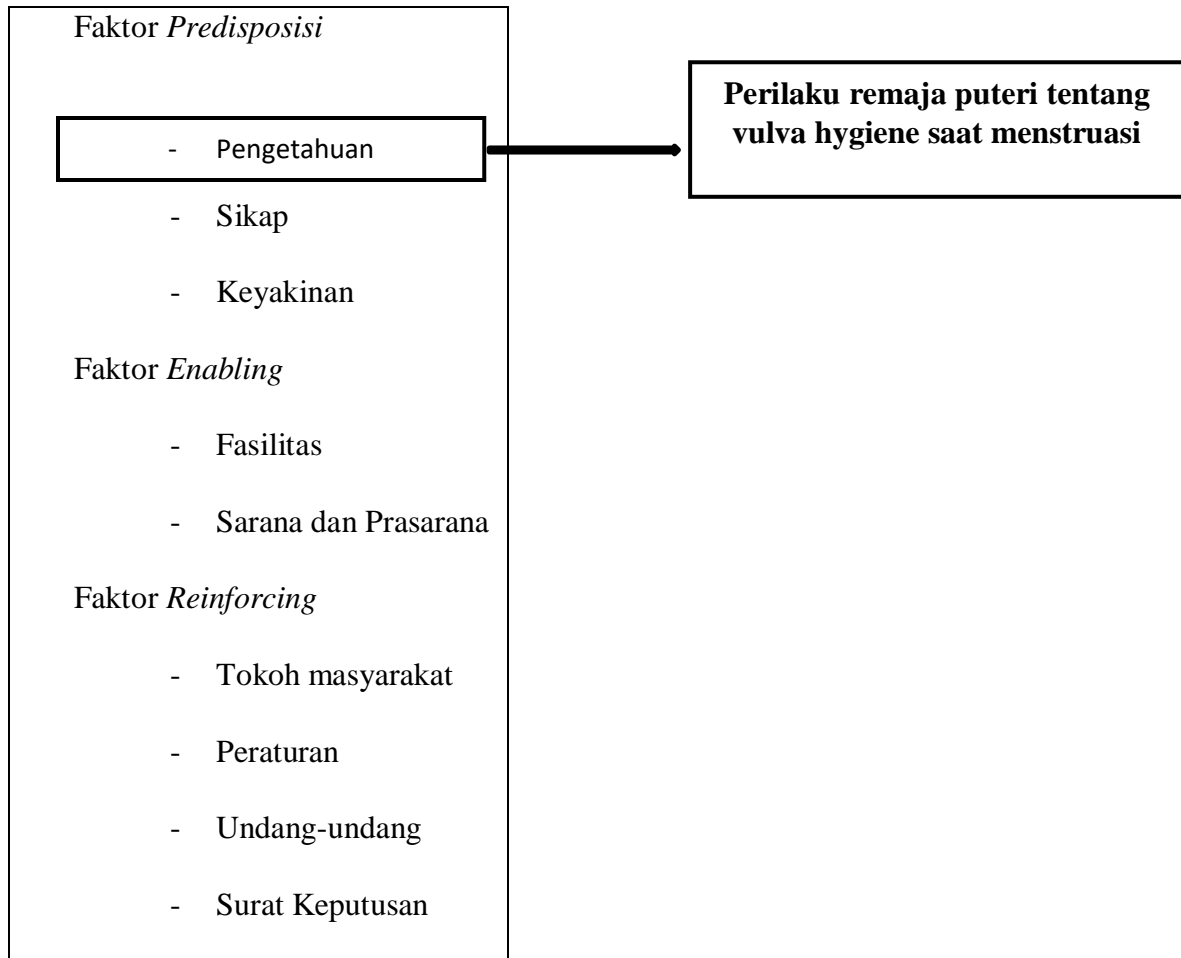 Faktor Predisposisi
Perilaku remaja puteri tentang
vulva hygiene saat menstruasi
- Pengetahuan
- Sikap
- Keyakinan
Faktor Enabling
- Fasilitas
- Sarana dan Prasarana
Faktor Reinforcing
- Tokoh masyarakat
- Peraturan
- Undang-undang
- Surat Keputusan